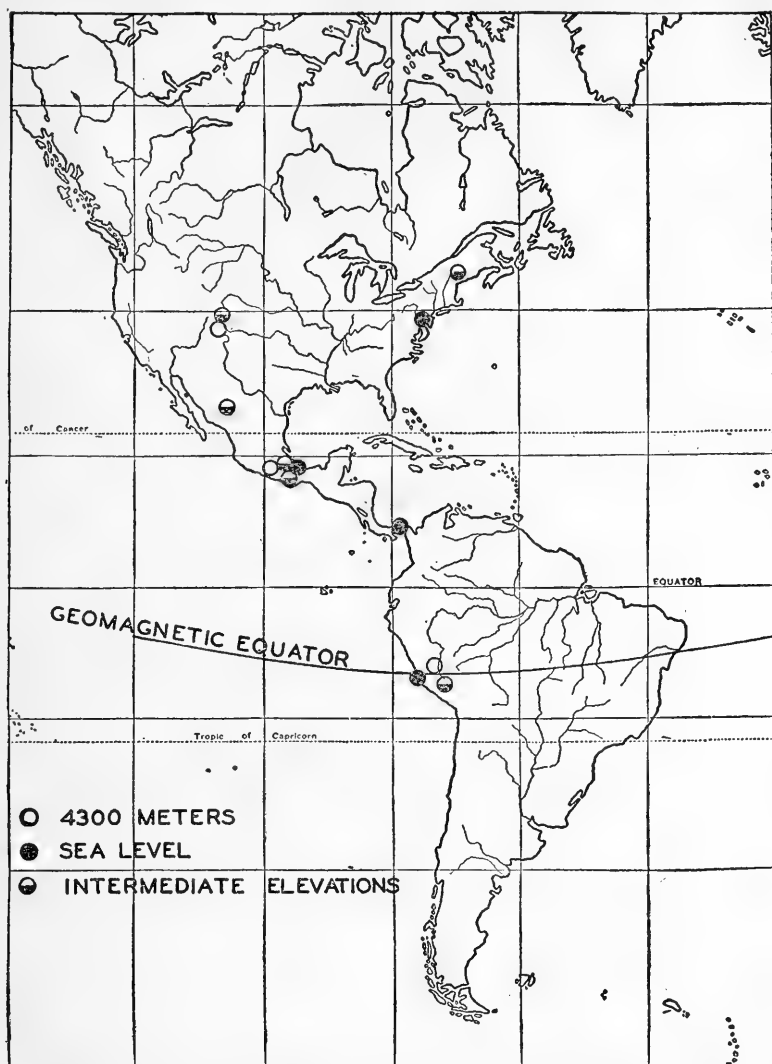 of Cancer
EQUATOR
GEOMAGNETIC EQUATOR
Tropic of Capricorn
4300 METERS
SEA LEVEL
INTERMEDIATE ELEVATIONS